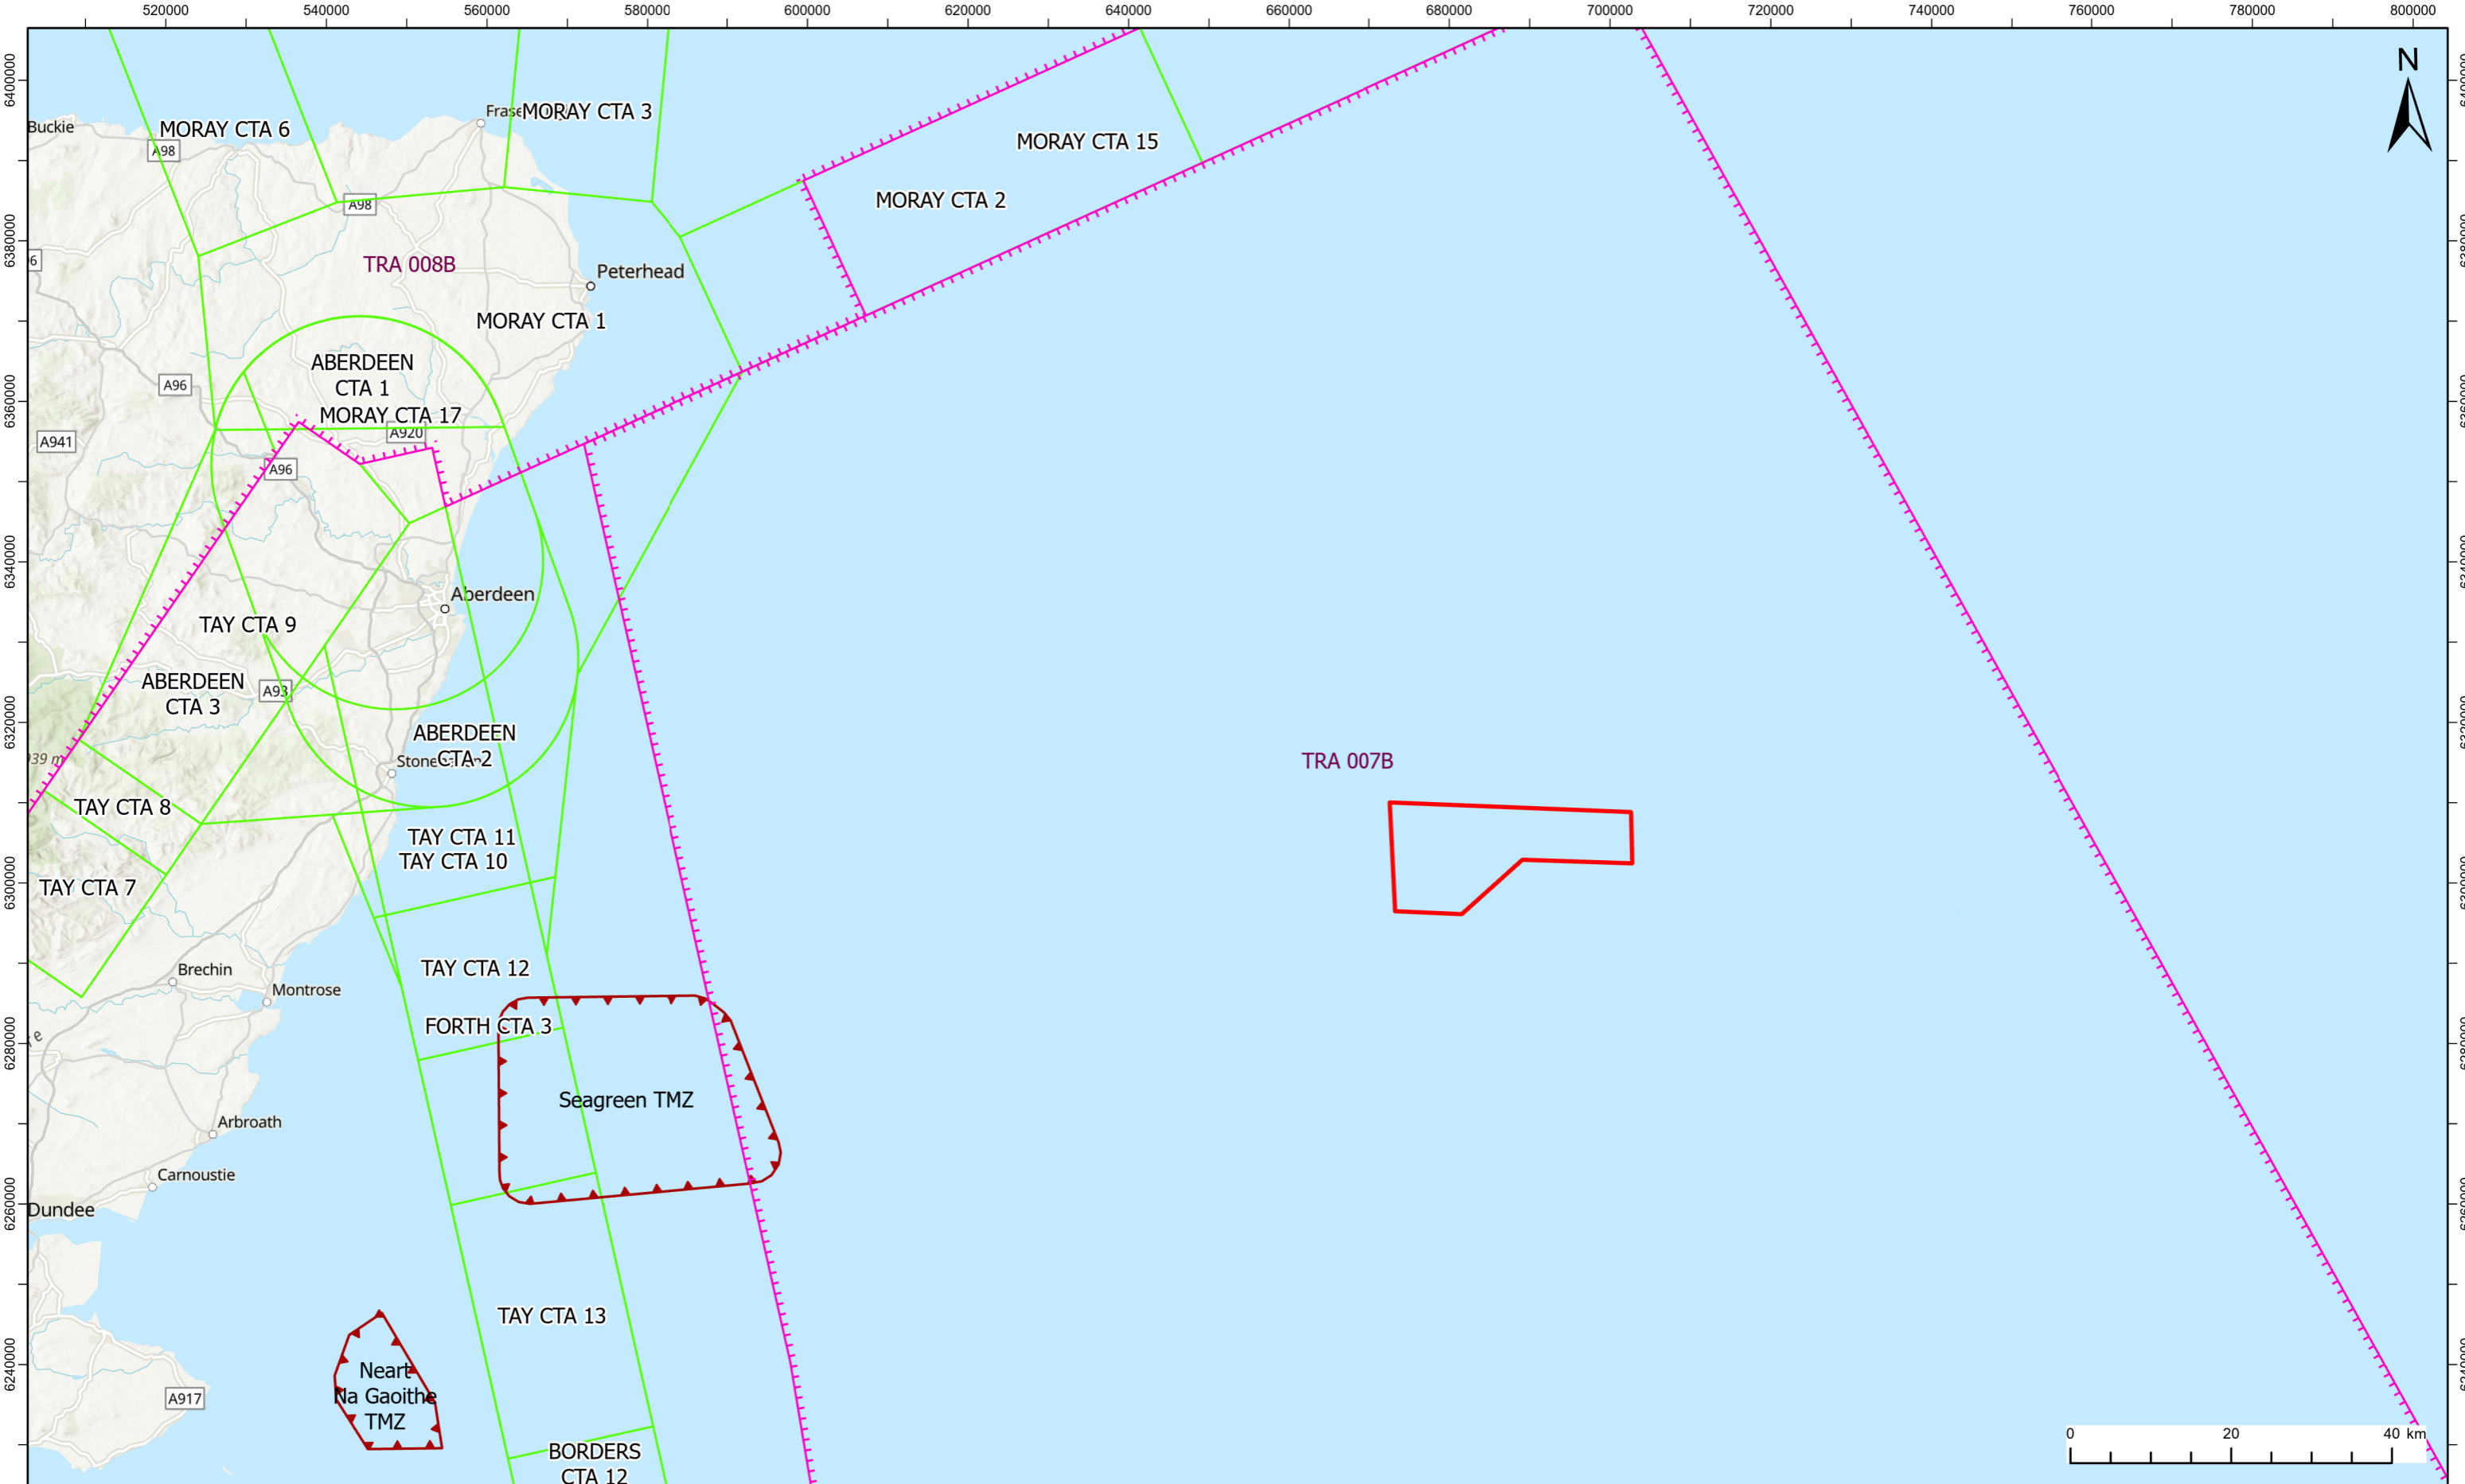 520000 540000 560000 580000 600000 620000 640000 660000 680000 700000 720000 740000 760000 780000 800000
6400000
6380000
6360000
6340000
6320000
6300000
6280000
6260000
6240000
N
Buckie
MORAY CTA 6
MORAY CTA 3
A98
MORAY CTA 15
MORAY CTA 2
A98
TRA 008B
Peterhead
MORAY CTA 1
ABERDEEN
CTA 1
A96
MORAY CTA 17
A920
A941
A96
Aberdeen
TAY CTA 9
ABERDEEN
CTA 3
A93
ABERDEEN
CTA 2
TRA 007B
39 m
TAY CTA 8
TAY CTA 11
TAY CTA 10
TAY CTA 7
TAY CTA 12
Brechin
Montrose
FORTH CTA 3
Seagreen TMZ
Arbroath
Carnoustie
Dundee
TAY CTA 13
Neart
Na Gaoithe
TMZ
A917
BORDERS
CTA 12
0 20 40 km